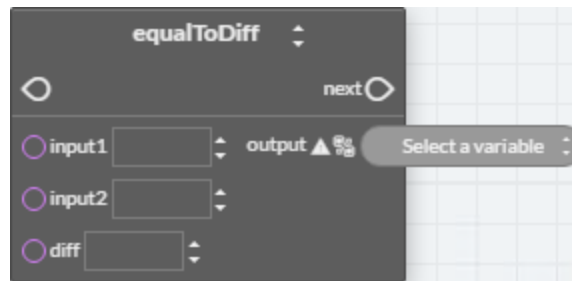 equalToDiff
next
input1 output Select a variable
input2
diff